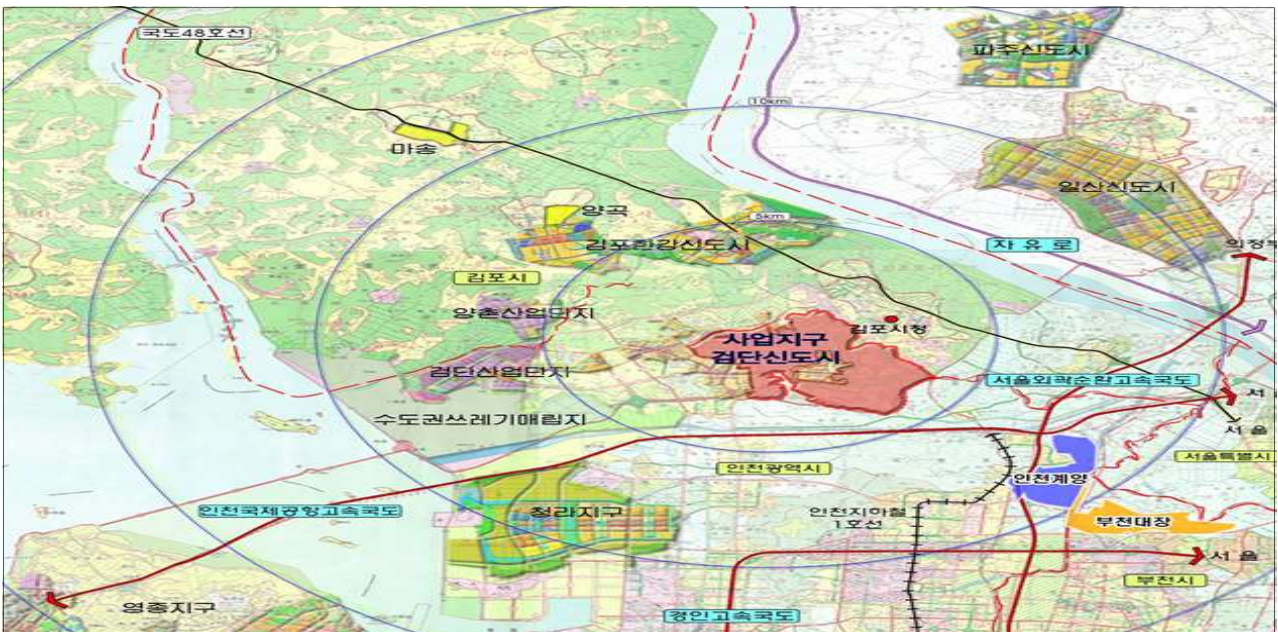 국도48호선
파주신도시
10km
마송
일산신도시
양곡
5km
김포한강신도시
자 유 로
의정부
김포시
양촌산업단지
김포시청
사업지구
검단신도시
검단산업단지
서울외곽순환고속국도
서
수도권쓰레기매립지
서울
서울특별시
인천광역시
인천계양
인천국제공항고속국도
청라지구
인천지하철
1호선
부천대장
서울
부천시
영종지구
경인고속국도